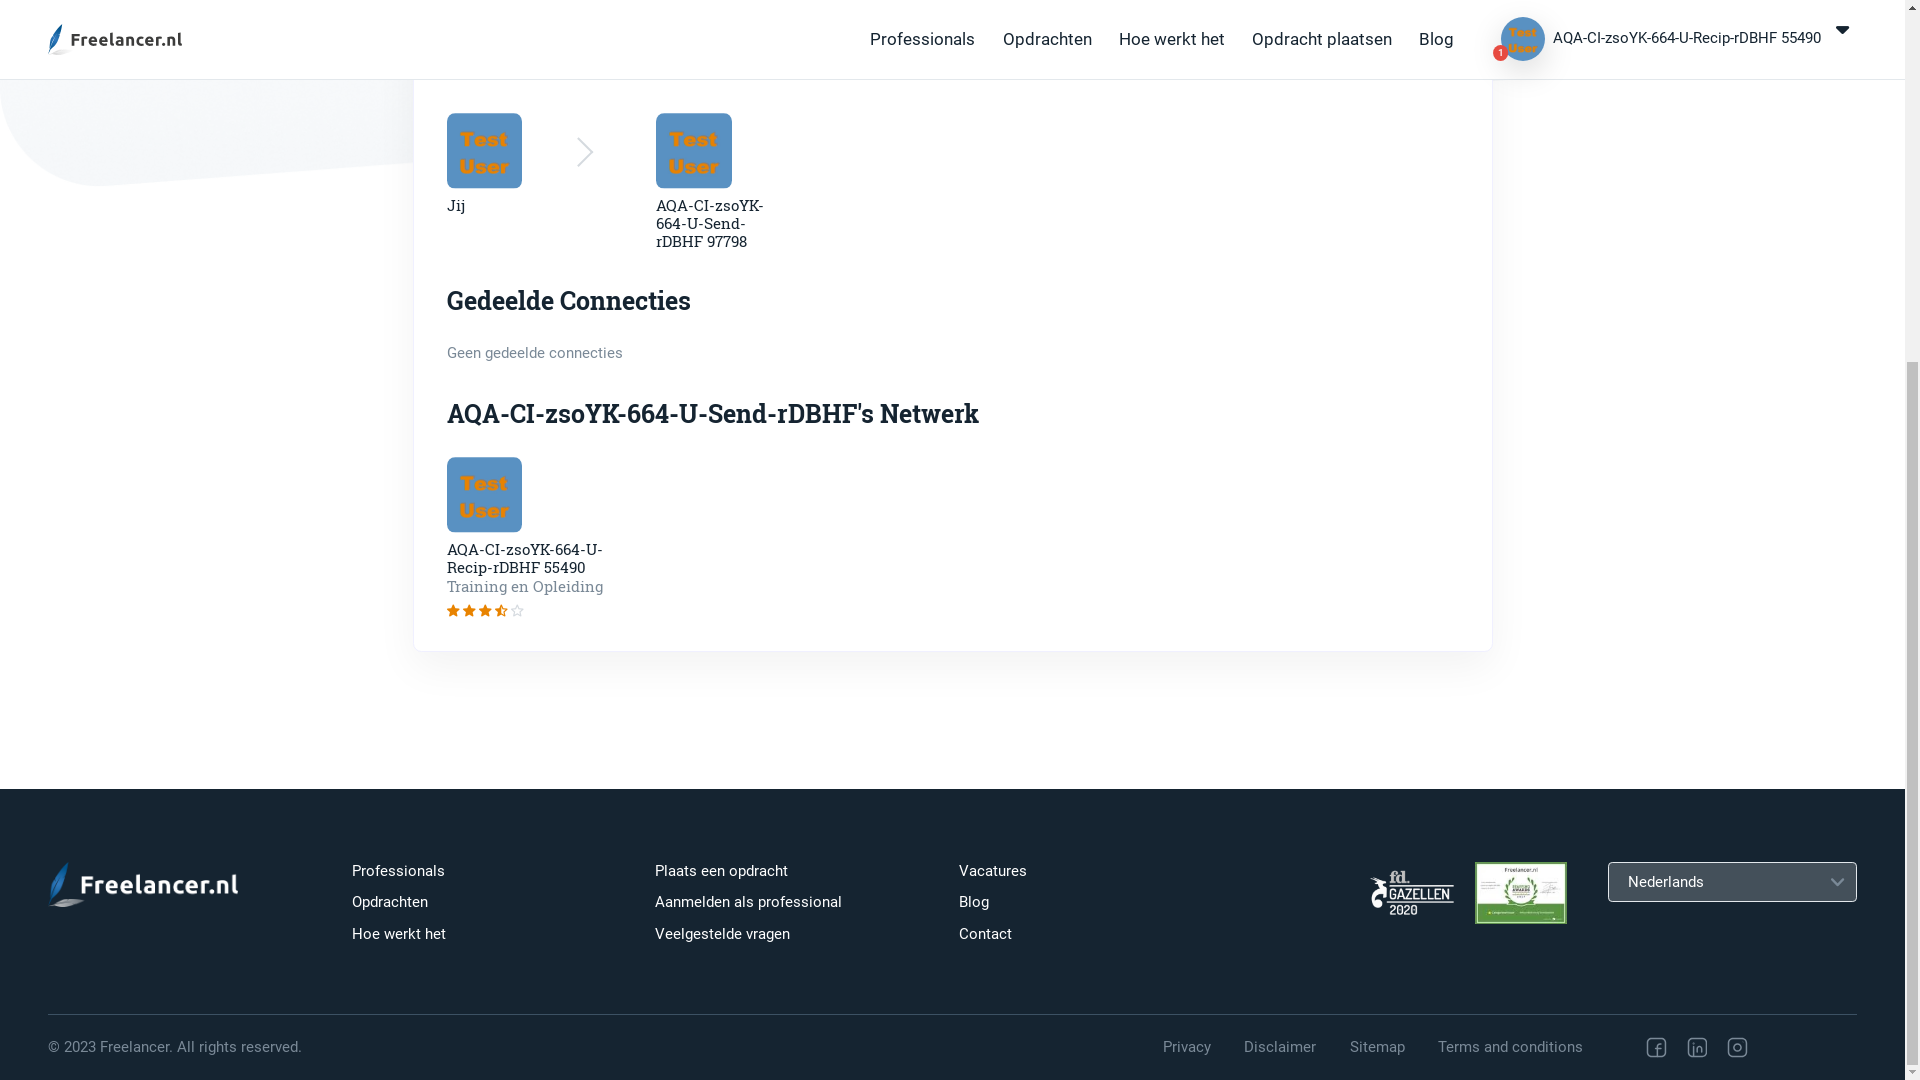 Freelancer.nl
Professionals
Opdrachten
Hoe werkt het
Opdracht plaatsen
Blog
Test
User
1
AQA-CI-zsoYK-664-U-Recip-rDBHF 55490
Test
User
Jij
Test
User
AQA-CI-zsoYK-
664-U-Send-
rDBHF 97798
Gedeelde Connecties
Geen gedeelde connecties
AQA-CI-zsoYK-664-U-Send-rDBHF's Netwerk
Test
User
AQA-CI-zsoYK-664-U-
Recip-rDBHF 55490
Training en Opleiding
Freelancer.nl
Professionals
Opdrachten
Hoe werkt het
Plaats een opdracht
Aanmelden als professional
Veelgestelde vragen
Vacatures
Blog
Contact
fd.
GAZELLEN
2020
Freelancer.nl
Nederlands
© 2023 Freelancer. All rights reserved.
Privacy
Disclaimer
Sitemap
Terms and conditions